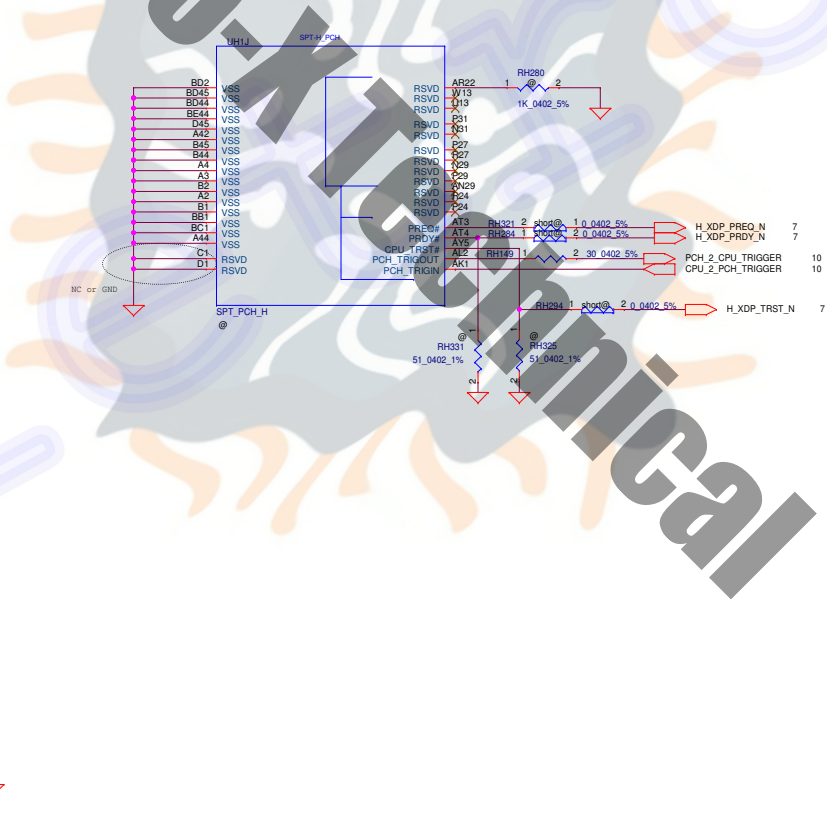 UH1J
SPT-H_PCH
BD2 VSS
BD45 VSS
BD44 VSS
BE44 VSS
D45 VSS
A42 VSS
B45 VSS
B44 VSS
A4 VSS
A3 VSS
B2 VSS
A2 VSS
B1 VSS
BB1 VSS
BC1 VSS
A44 VSS
C1 RSVD
D1 RSVD
NC or GND
RSVD AR22
RSVD W13
RSVD U13
RSVD P31
RSVD N31
RSVD P27
RSVD R27
RSVD N29
RSVD P29
RSVD AN29
RSVD R24
RSVD P24
PREQ# AT3
PRDY# AT4
CPU_TRST# AY5
PCH_TRIGOUT AL2
PCH_TRIGIN AK1
RH280
1 @ 2
1K_0402_5%
RH321 2 short@ 1 0_0402_5% H_XDP_PREQ_N 7
RH284 1 short@ 2 0_0402_5% H_XDP_PRDY_N 7
RH149 1 2 30_0402_5% PCH_2_CPU_TRIGGER 10
CPU_2_PCH_TRIGGER 10
RH294 1 short@ 2 0_0402_5% H_XDP_TRST_N 7
SPT_PCH_H
@
@ 1
RH331
51_0402_1%
2
1 @
RH325
51_0402_1%
2
e-x Technical